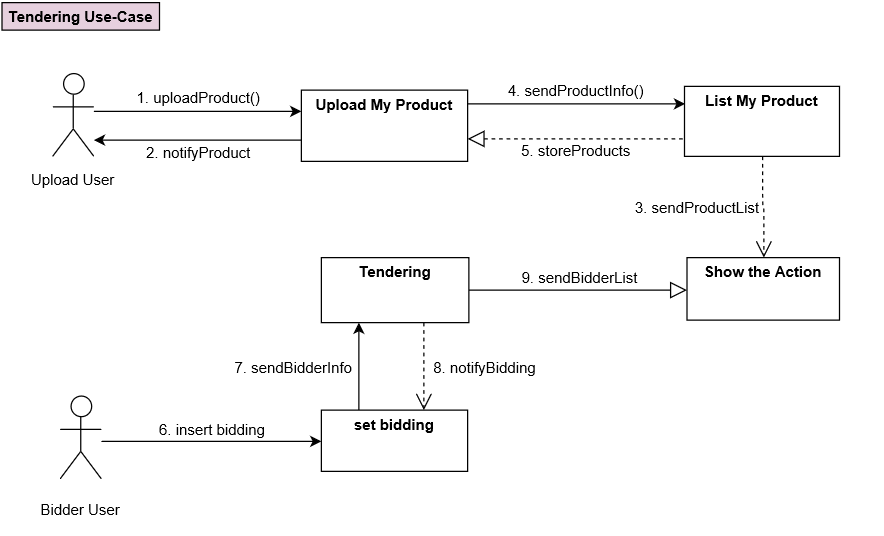 Tendering Use-Case
1. uploadProduct()
Upload My Product
4. sendProductInfo()
List My Product
2. notifyProduct
5. storeProducts
Upload User
3. sendProductList
Tendering
9. sendBidderList
Show the Action
7. sendBidderInfo
8. notifyBidding
6. insert bidding
set bidding
Bidder User